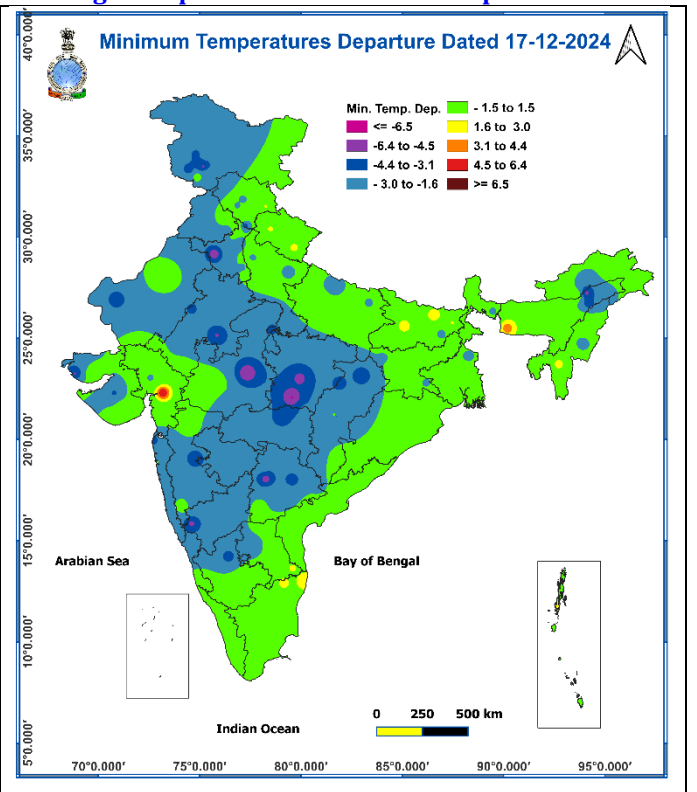 Minimum Temperatures Departure Dated 17-12-2024
Min. Temp. Dep.
<= -6.5
-6.4 to -4.5
-4.4 to -3.1
- 3.0 to -1.6
- 1.5 to 1.5
1.6 to 3.0
3.1 to 4.4
4.5 to 6.4
>= 6.5
40°0.000'
35°0.000'
30°0.000'
25°0.000'
20°0.000'
15°0.000'
10°0.000'
5°0.000'
Arabian Sea
Bay of Bengal
Indian Ocean
0 250 500 km
70°0.000' 75°0.000' 80°0.000' 85°0.000' 90°0.000' 95°0.000'